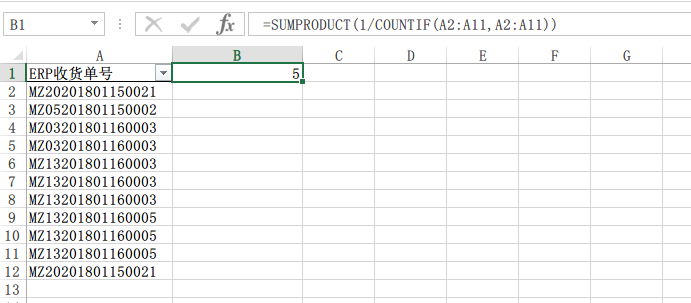 B1 =SUMPRODUCT(1/COUNTIF(A2:A11,A2:A11))
A B C D E F G
1 ERP收货单号 5
2 MZ20201801150021
3 MZ05201801150002
4 MZ03201801160003
5 MZ03201801160003
6 MZ13201801160003
7 MZ13201801160003
8 MZ13201801160003
9 MZ13201801160005
10 MZ13201801160005
11 MZ13201801160005
12 MZ20201801150021
13